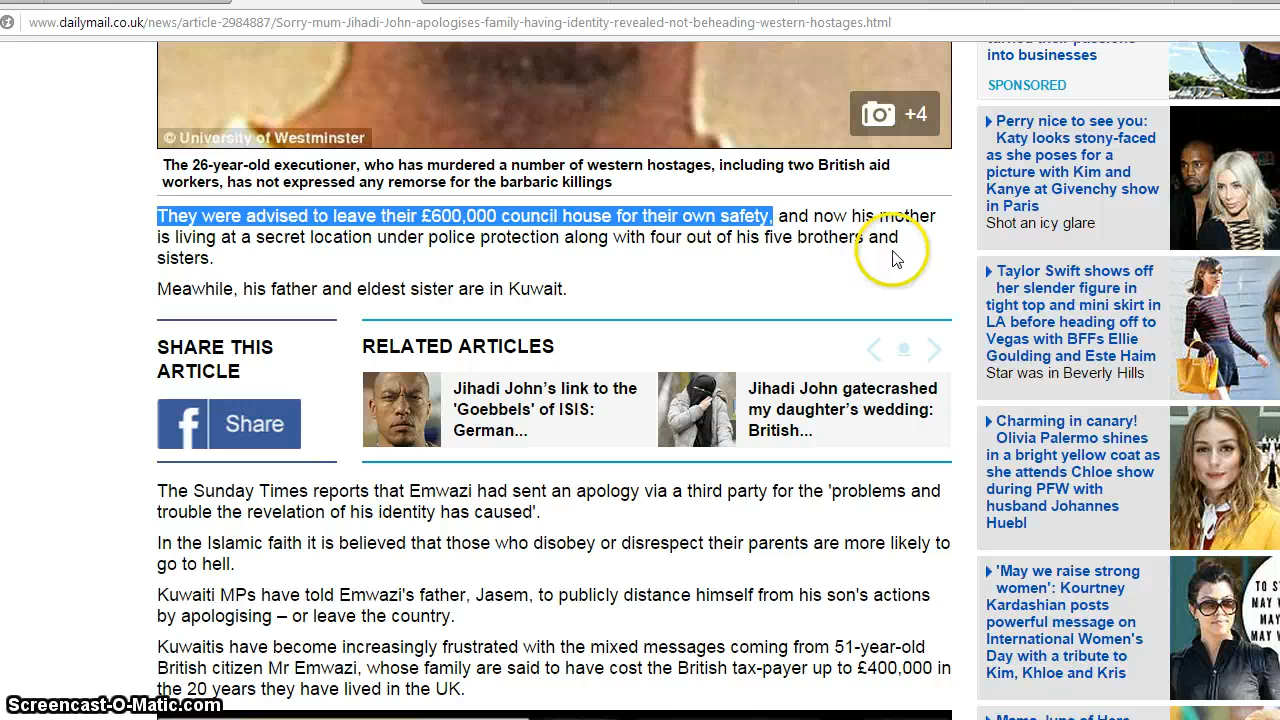 www.dailymail.co.uk/news/article-2984887/Sorry-mum-Jihadi-John-apologises-family-having-identity-revealed-not-beheading-western-hostages.html
+4
© University of Westminster
The 26-year-old executioner, who has murdered a number of western hostages, including two British aid
workers, has not expressed any remorse for the barbaric killings
They were advised to leave their £600,000 council house for their own safety, and now his mother
is living at a secret location under police protection along with four out of his five brothers and
sisters.
Meawhile, his father and eldest sister are in Kuwait.
SHARE THIS
ARTICLE
f Share
RELATED ARTICLES
Jihadi John's link to the
'Goebbels' of ISIS:
German...
Jihadi John gatecrashed
my daughter's wedding:
British...
The Sunday Times reports that Emwazi had sent an apology via a third party for the 'problems and
trouble the revelation of his identity has caused'.
In the Islamic faith it is believed that those who disobey or disrespect their parents are more likely to
go to hell.
Kuwaiti MPs have told Emwazi's father, Jasem, to publicly distance himself from his son's actions
by apologising – or leave the country.
Kuwaitis have become increasingly frustrated with the mixed messages coming from 51-year-old
British citizen Mr Emwazi, whose family are said to have cost the British tax-payer up to £400,000 in
the 20 years they have lived in the UK.
Screencast-O-Matic.com
turned their passions
into businesses
SPONSORED
Perry nice to see you:
Katy looks stony-faced
as she poses for a
picture with Kim and
Kanye at Givenchy show
in Paris
Shot an icy glare
Taylor Swift shows off
her slender figure in
tight top and mini skirt in
LA before heading off to
Vegas with BFFs Ellie
Goulding and Este Haim
Star was in Beverly Hills
Charming in canary!
Olivia Palermo shines
in a bright yellow coat as
she attends Chloe show
during PFW with
husband Johannes
Huebl
'May we raise strong
women': Kourtney
Kardashian posts
powerful message on
International Women's
Day with a tribute to
Kim, Khloe and Kris